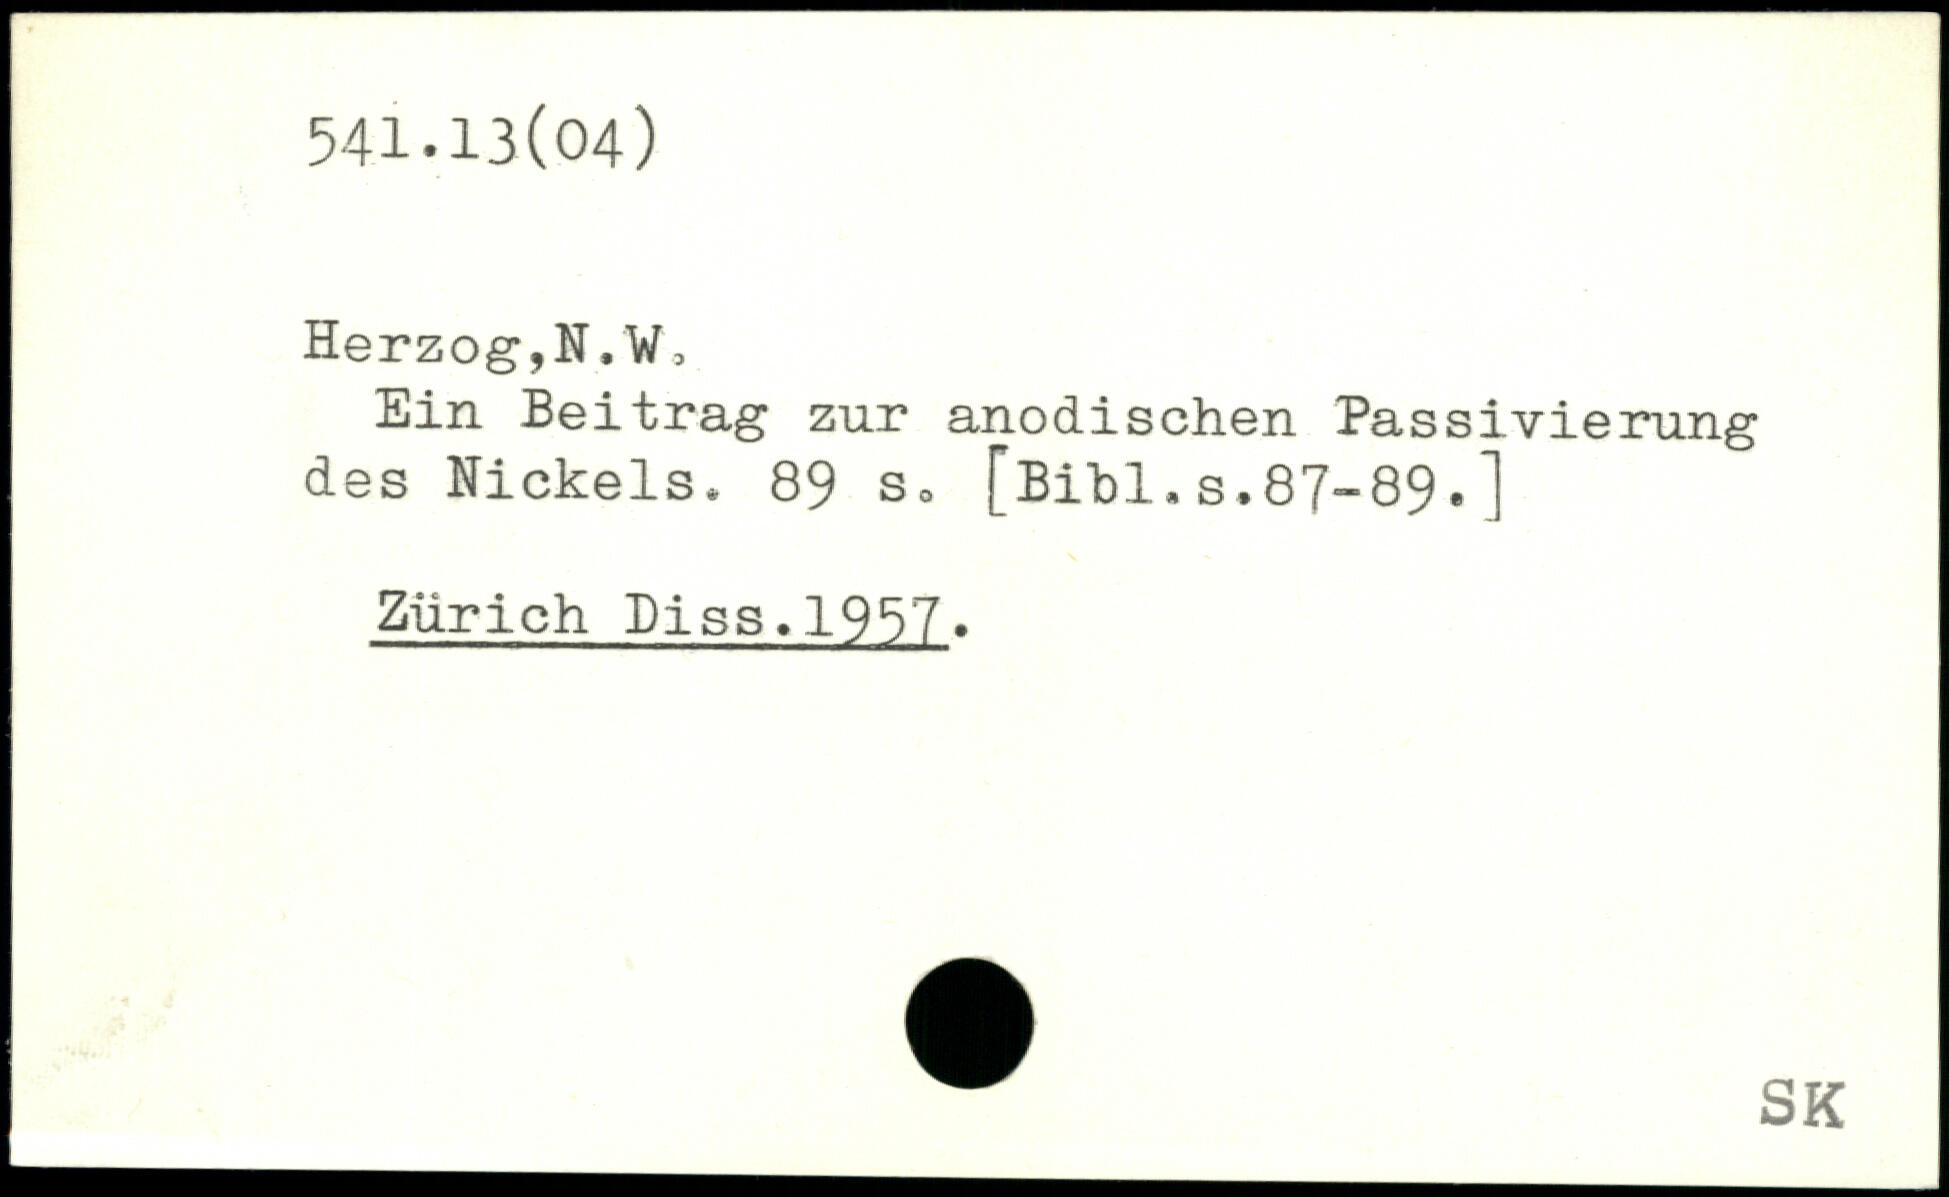 541.13(04)
Herzog,N.W.
Ein Beitrag zur anodischen Passivierung
des Nickels. 89 s. [Bibl.s.87-89.]
Zürich Diss.1957.
SK